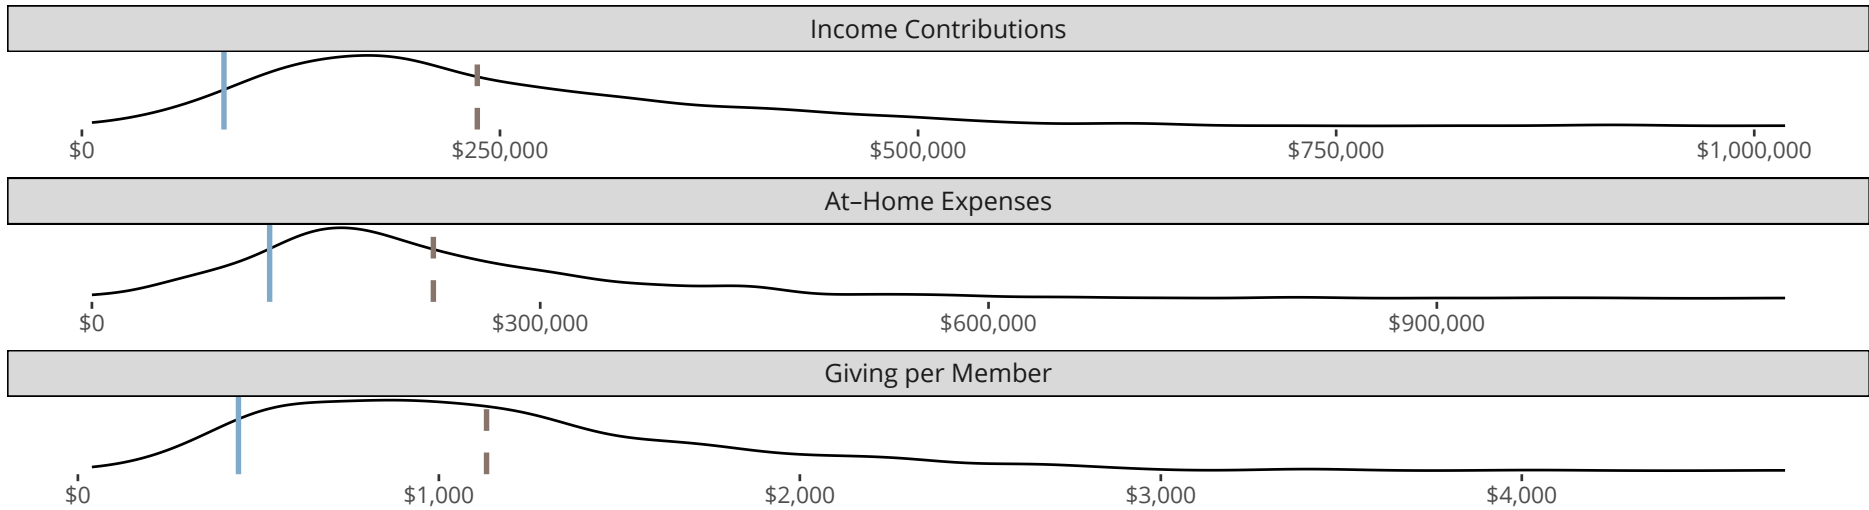 Income Contributions
$0 $250,000 $500,000 $750,000 $1,000,000
At–Home Expenses
$0 $300,000 $600,000 $900,000
Giving per Member
$0 $1,000 $2,000 $3,000 $4,000